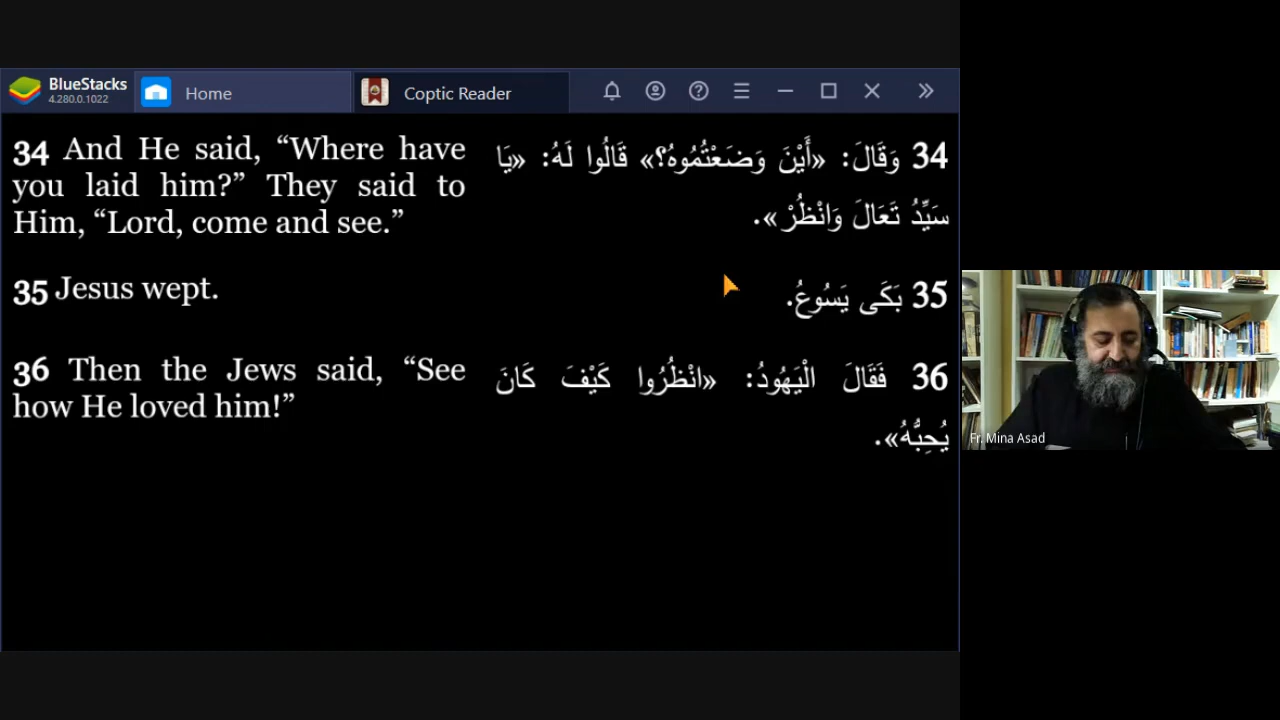 BlueStacks
4.280.0.1022
Home
Coptic Reader
34 And He said, “Where have
you laid him?” They said to
Him, “Lord, come and see.”
34 وَقَالَ: «أَيْنَ وَضَعْتُمُوهُ؟» قَالُوا لَهُ: «يَا
سَيِّدُ تَعَالَ وَانْظُرْ».
35 Jesus wept.
35 بَكَى يَسُوعُ.
36 Then the Jews said, “See
how He loved him!”
36 فَقَالَ الْيَهُودُ: «انْظُرُوا كَيْفَ كَانَ
يُحِبُّهُ».
Fr. Mina Asad